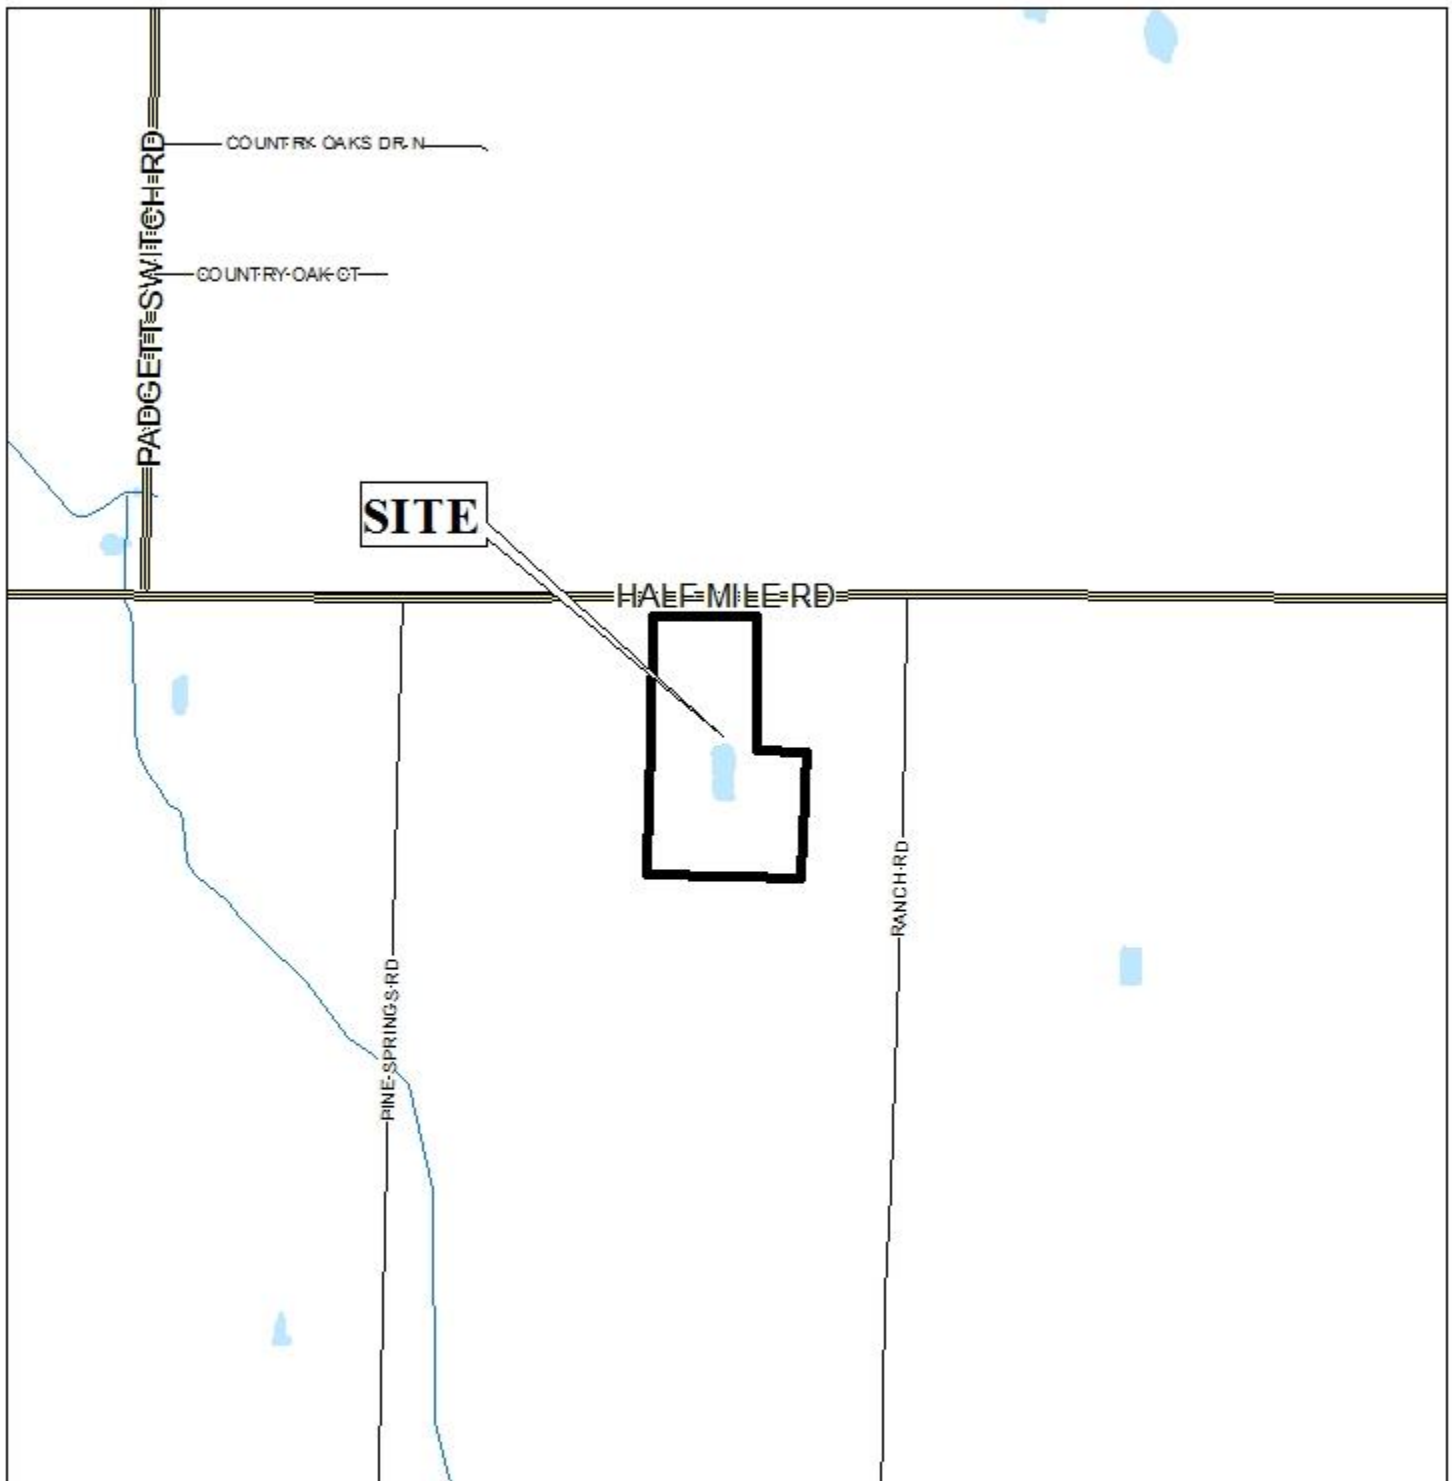 COUNTRY OAKS DR N
PADGETT SWITCH RD
COUNTRY OAK CT
SITE
HALF MILE RD
RANCH RD
PINE SPRINGS RD